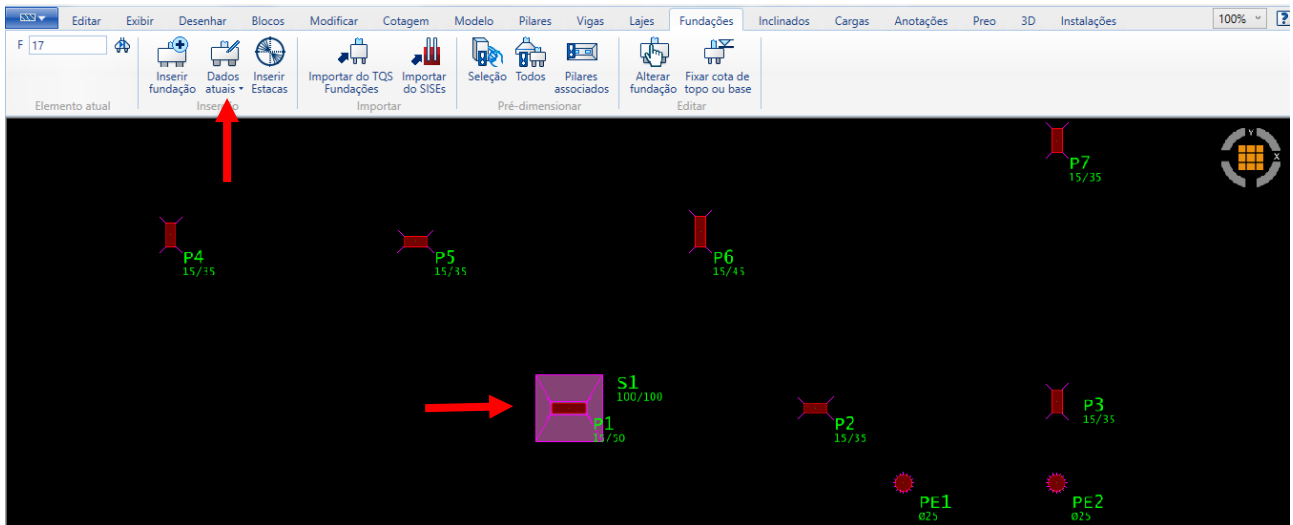 Editar Exibir Desenhar Blocos Modificar Cotagem Modelo Pilares Vigas Lajes Fundações Inclinados Cargas Anotações Preo 3D Instalações 100% ?
F 17
Inserir fundação
Dados atuais
Inserir Estacas
Importar do TQS Fundações
Importar do SISEs
Seleção
Todos
Pilares associados
Alterar fundação
Fixar cota de topo ou base
Elemento atual
Importar
Pré-dimensionar
Editar
Y
X
P7
15/35
P4
15/35
P5
15/35
P6
15/45
S1
100/100
P1
15/50
P2
15/35
P3
15/35
PE1
ø25
PE2
ø25